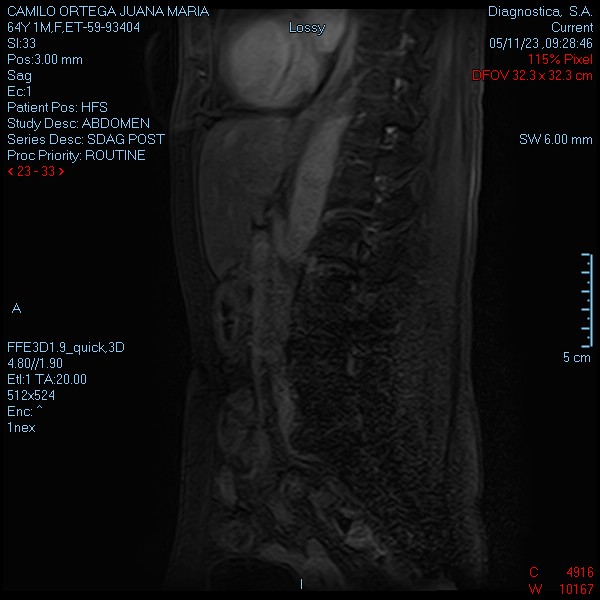 CAMILO ORTEGA JUANA MARIA
64Y 1M,F,ET-59-93404
Sl:33
Pos:3.00 mm
Sag
Ec:1
Patient Pos: HFS
Study Desc: ABDOMEN
Series Desc: SDAG POST
Proc Priority: ROUTINE
< 23 - 33 >
Lossy
Diagnostica, S.A.
Current
05/11/23 ,09:28:46
115% Pixel
DFOV 32.3 x 32.3 cm
SW 6.00 mm
A
5 cm
FFE3D1.9_quick,3D
4.80//1.90
Etl:1 TA:20.00
512x524
Enc: ^
1nex
I
C 4916
W 10167